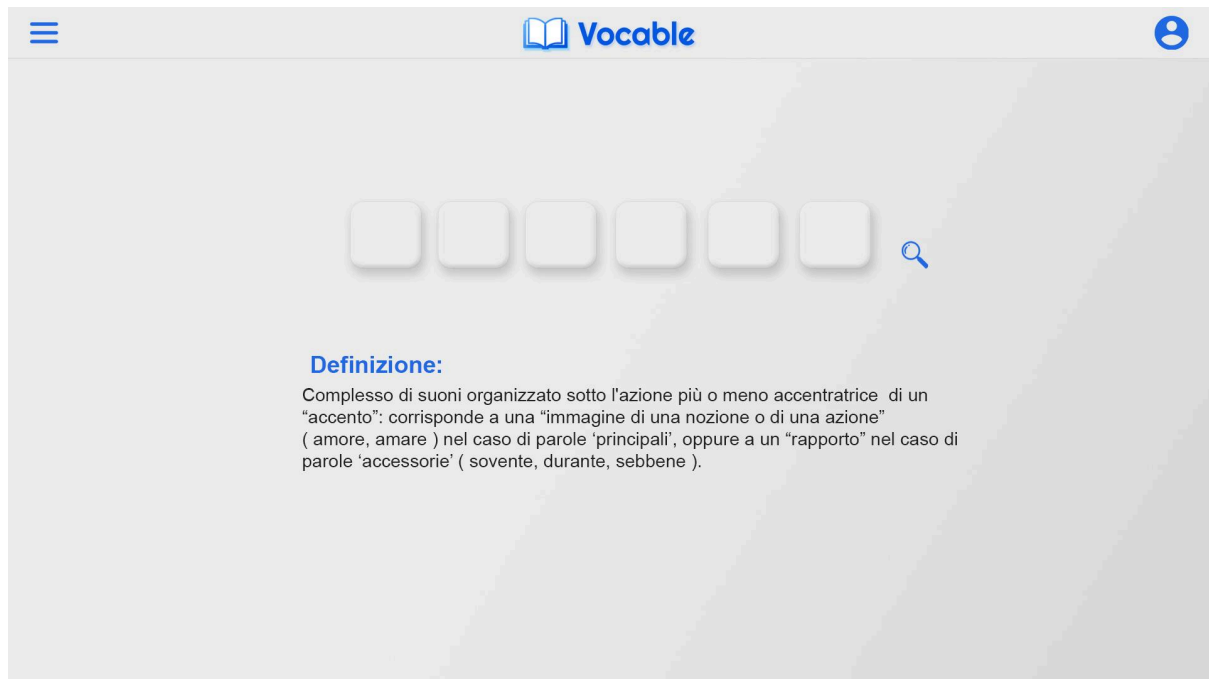 Vocable
Definizione:
Complesso di suoni organizzato sotto l'azione più o meno accentratrice  di un
“accento”: corrisponde a una “immagine di una nozione o di una azione”
( amore, amare ) nel caso di parole ‘principali’, oppure a un “rapporto” nel caso di
parole ‘accessorie’ ( sovente, durante, sebbene ).